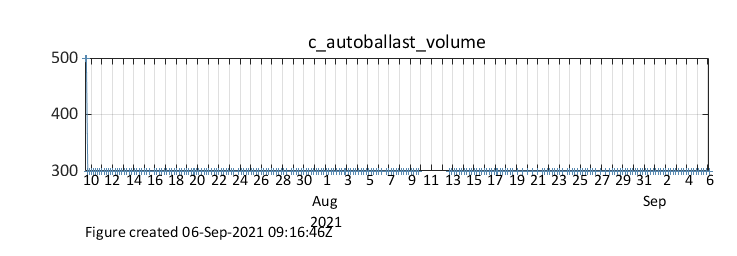 c_autoballast_volume
500
400
300
10 12 14 16 18 20 22 24 26 28 30 1 3 5 7 9 11 13 15 17 19 21 23 25 27 29 31 2 4 6
Aug Sep
2021
Figure created 06-Sep-2021 09:16:46Z